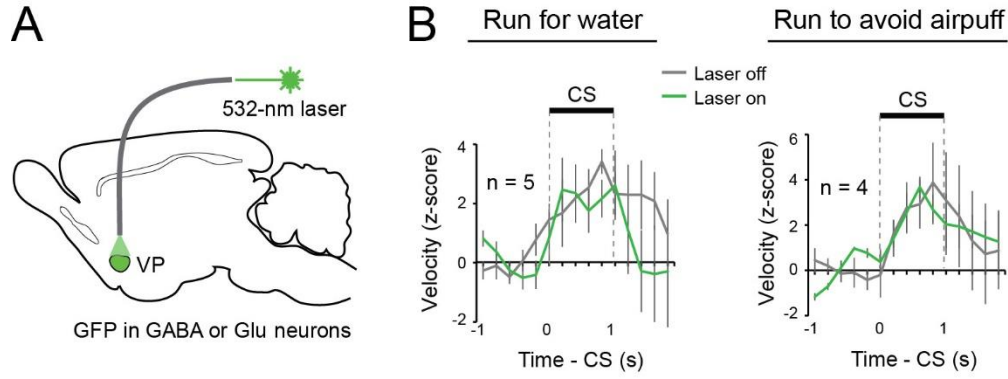 A
532-nm laser
VP
GFP in GABA or Glu neurons
B
Run for water
Run to avoid airpuff
Laser off
Laser on
CS
n = 5
Velocity (z-score)
4
2
0
-2
-1
0
1
Time - CS (s)
CS
n = 4
Velocity (z-score)
6
4
2
0
-2
-1
0
1
Time - CS (s)